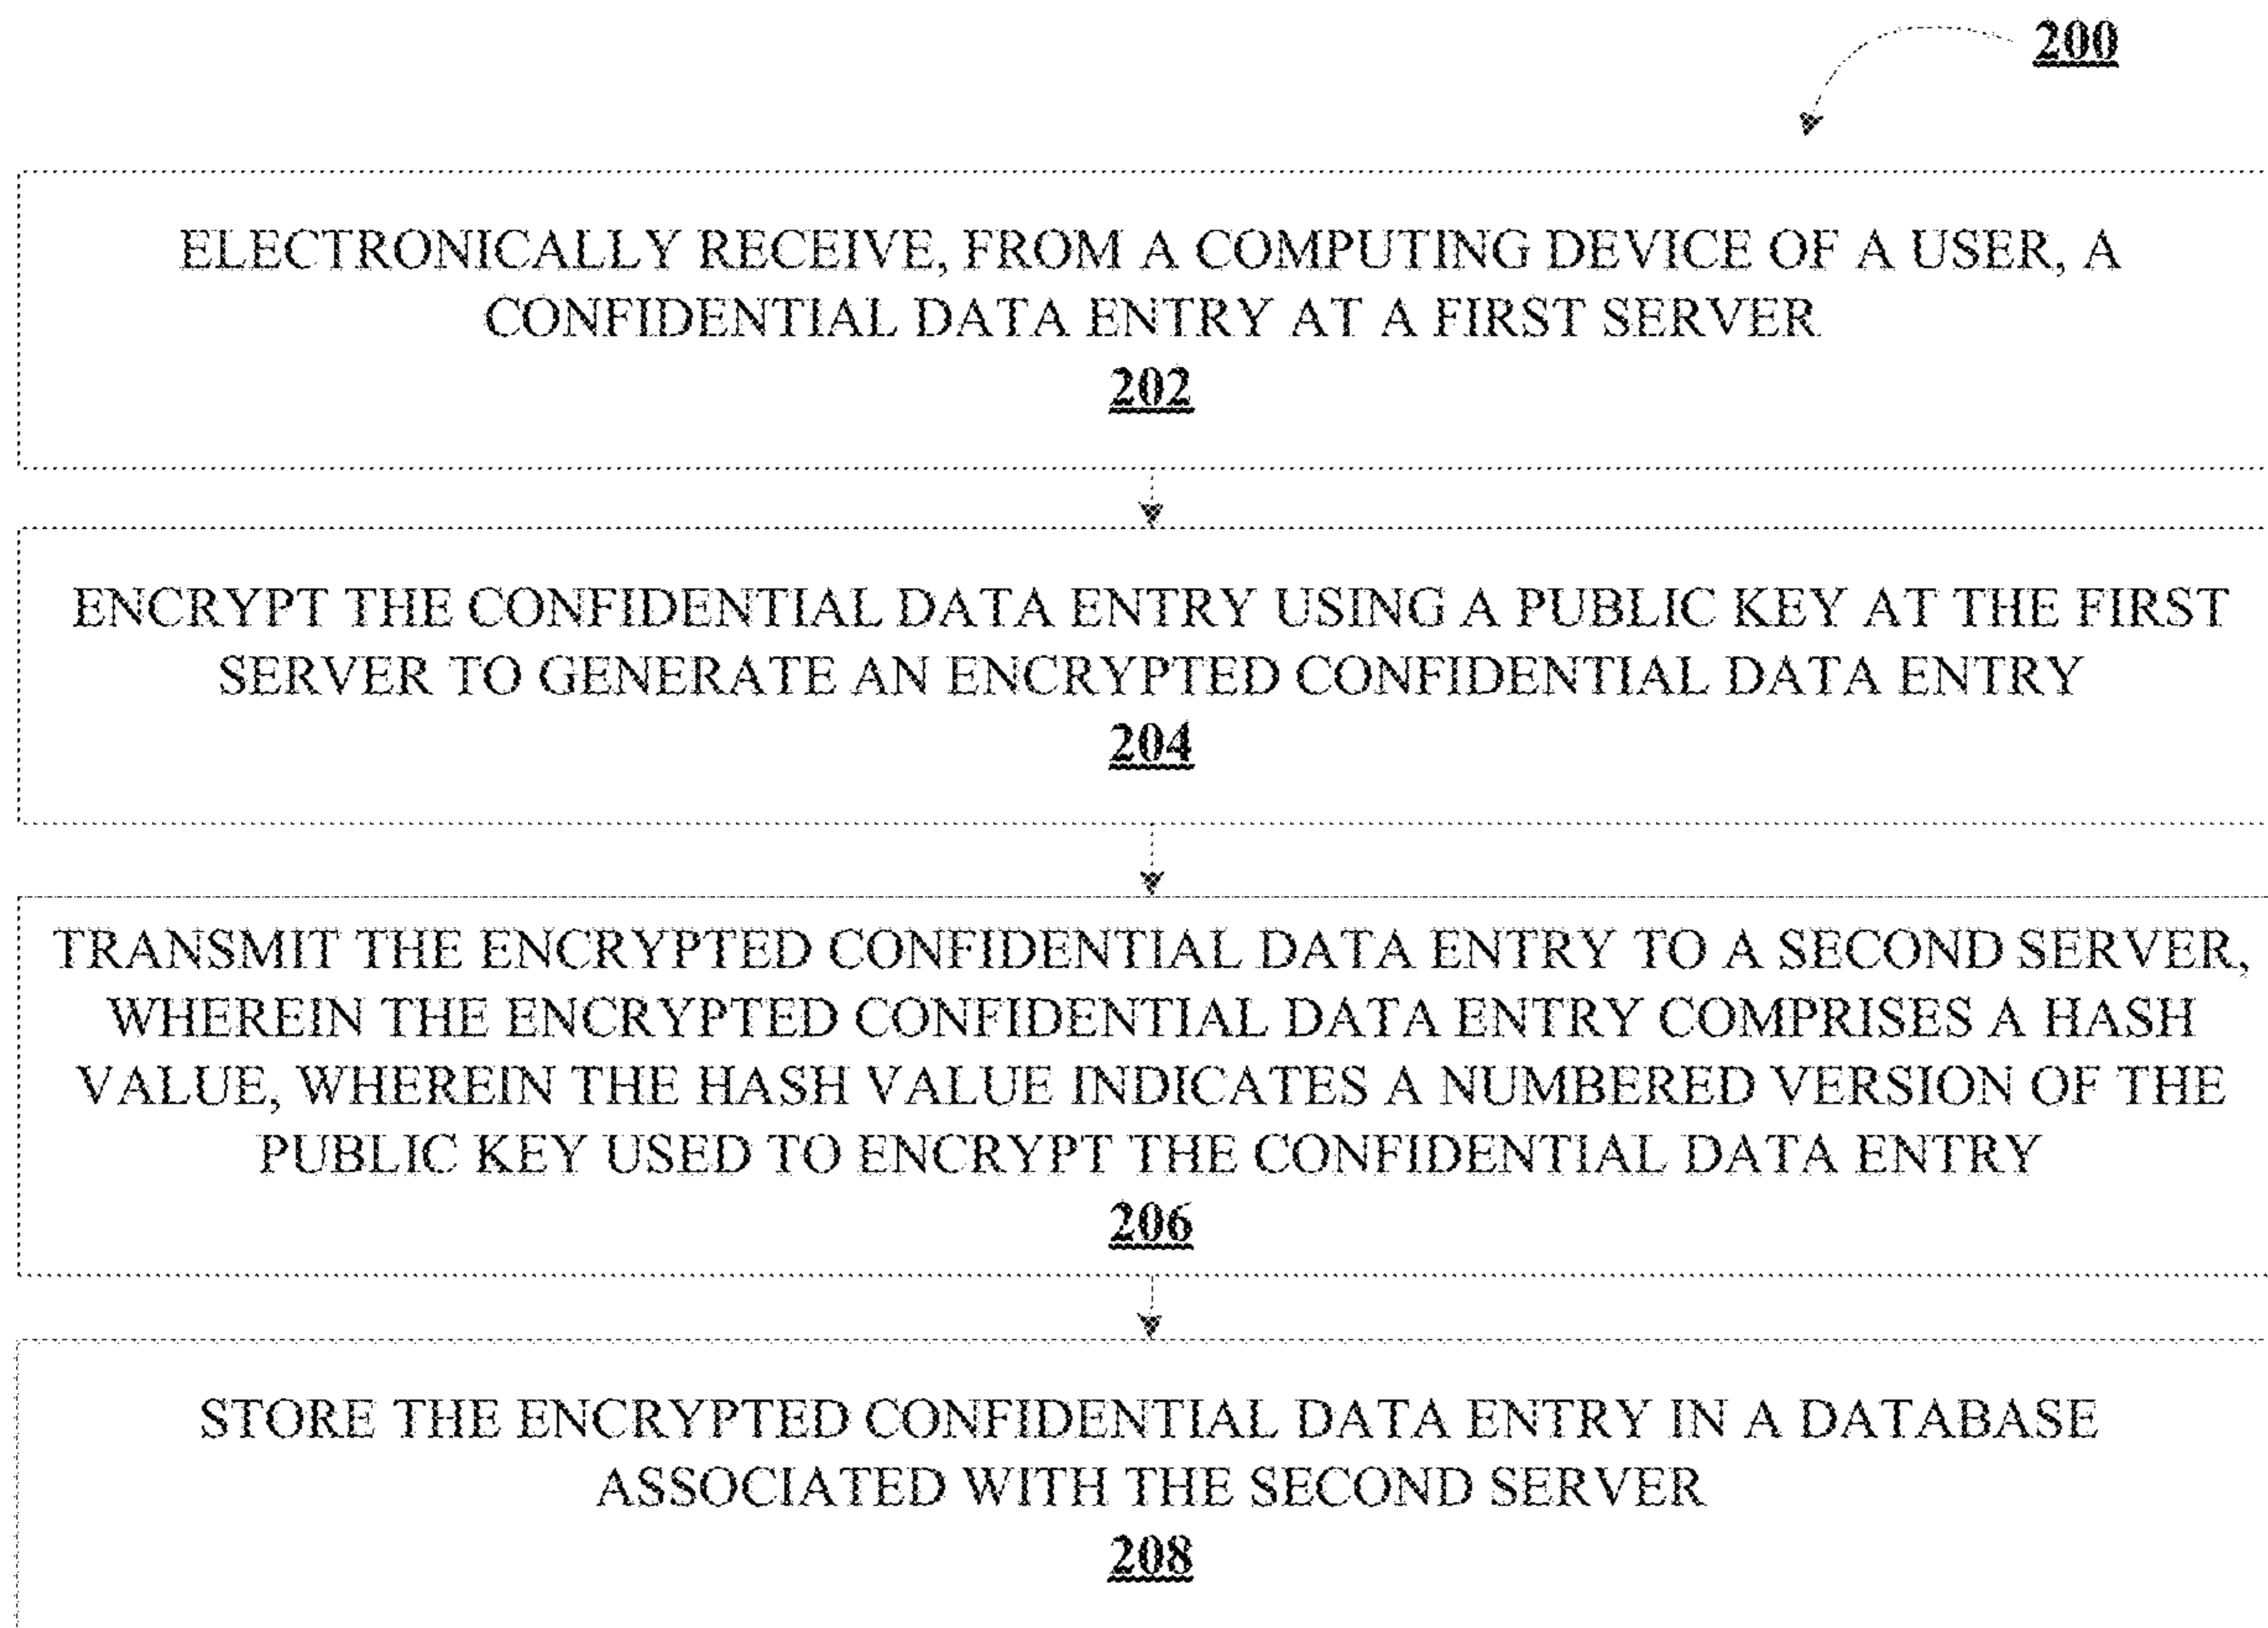 200
ELECTRONICALLY RECEIVE, FROM A COMPUTING DEVICE OF A USER, A
CONFIDENTIAL DATA ENTRY AT A FIRST SERVER
202
ENCRYPT THE CONFIDENTIAL DATA ENTRY USING A PUBLIC KEY AT THE FIRST
SERVER TO GENERATE AN ENCRYPTED CONFIDENTIAL DATA ENTRY
204
TRANSMIT THE ENCRYPTED CONFIDENTIAL DATA ENTRY TO A SECOND SERVER,
WHEREIN THE ENCRYPTED CONFIDENTIAL DATA ENTRY COMPRISES A HASH
VALUE, WHEREIN THE HASH VALUE INDICATES A NUMBERED VERSION OF THE
PUBLIC KEY USED TO ENCRYPT THE CONFIDENTIAL DATA ENTRY
206
STORE THE ENCRYPTED CONFIDENTIAL DATA ENTRY IN A DATABASE
ASSOCIATED WITH THE SECOND SERVER
208